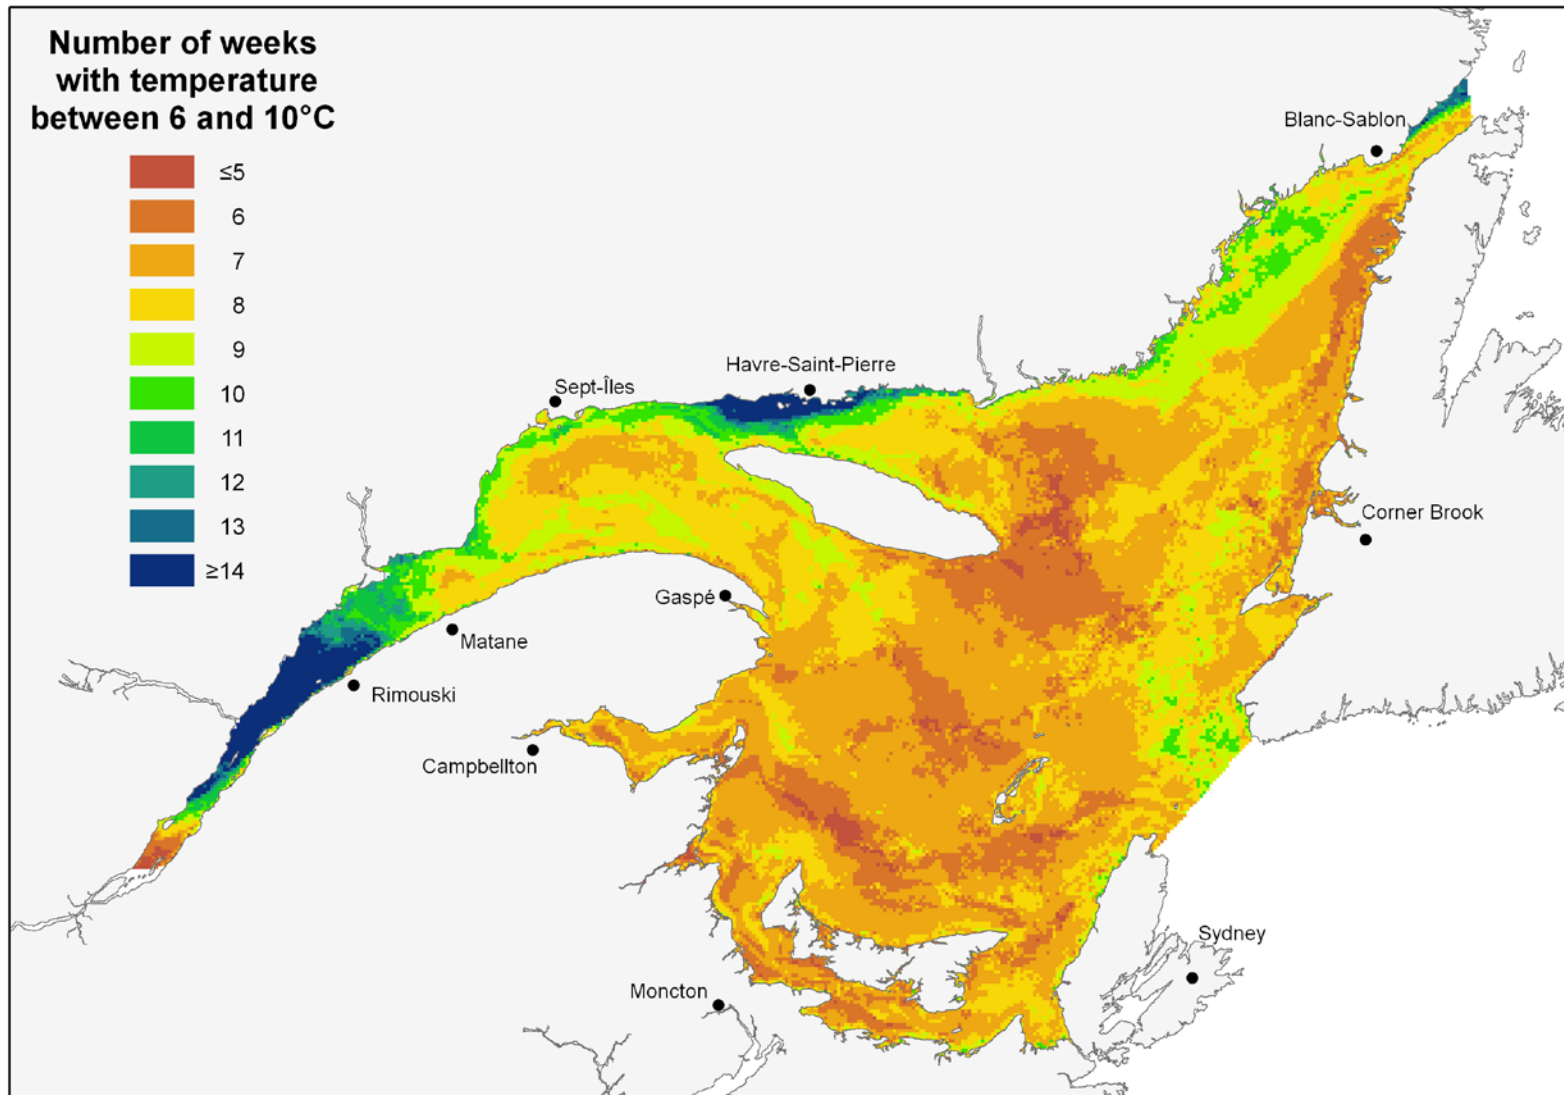 Number of weeks
with temperature
between 6 and 10°C
≤5
6
7
8
9
10
11
12
13
≥14
Blanc-Sablon
Havre-Saint-Pierre
Sept-Îles
Corner Brook
Gaspé
Matane
Rimouski
Campbellton
Sydney
Moncton